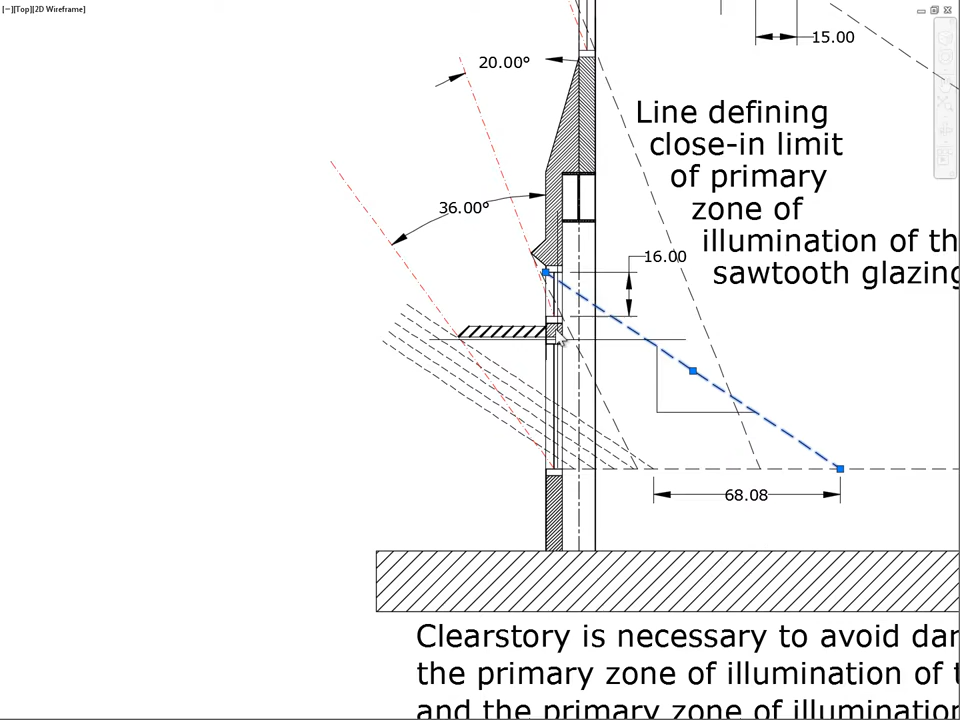 [−][Top][2D Wireframe]
15.00
20.00°
Line defining
close-in limit
of primary
zone of
illumination of th
sawtooth glazing
36.00°
16.00
68.08
Clearstory is necessary to avoid dar
the primary zone of illumination of t
and the primary zone of illumination